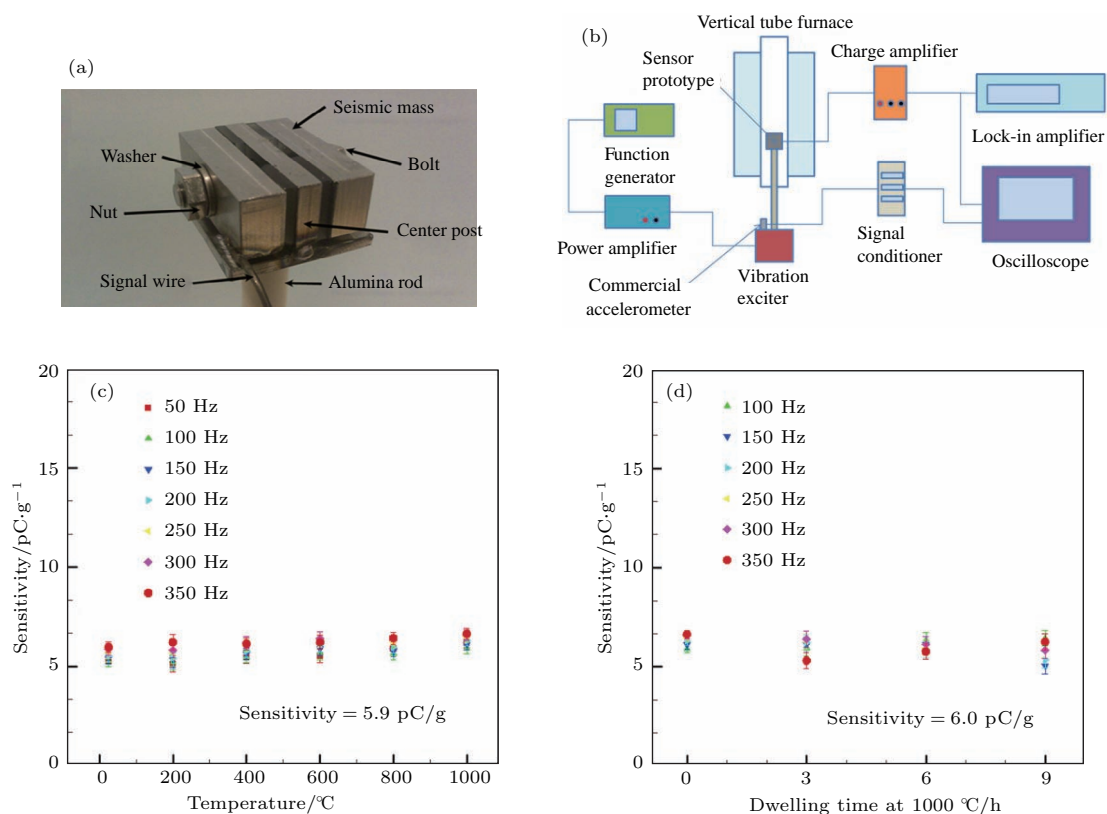 (a)
Seismic mass
Washer
Bolt
Nut
Center post
Signal wire
Alumina rod
(b)
Vertical tube furnace
Sensor
prototype
Charge amplifier
Function
generator
Lock-in amplifier
Power amplifier
Signal
conditioner
Oscilloscope
Commercial
accelerometer
Vibration
exciter
(c)
20
15
10
5
0
Sensitivity/pC·g⁻¹
50 Hz
100 Hz
150 Hz
200 Hz
250 Hz
300 Hz
350 Hz
Sensitivity = 5.9 pC/g
0 200 400 600 800 1000
Temperature/℃
(d)
20
15
10
5
0
Sensitivity/pC·g⁻¹
100 Hz
150 Hz
200 Hz
250 Hz
300 Hz
350 Hz
Sensitivity = 6.0 pC/g
0 3 6 9
Dwelling time at 1000 ℃/h